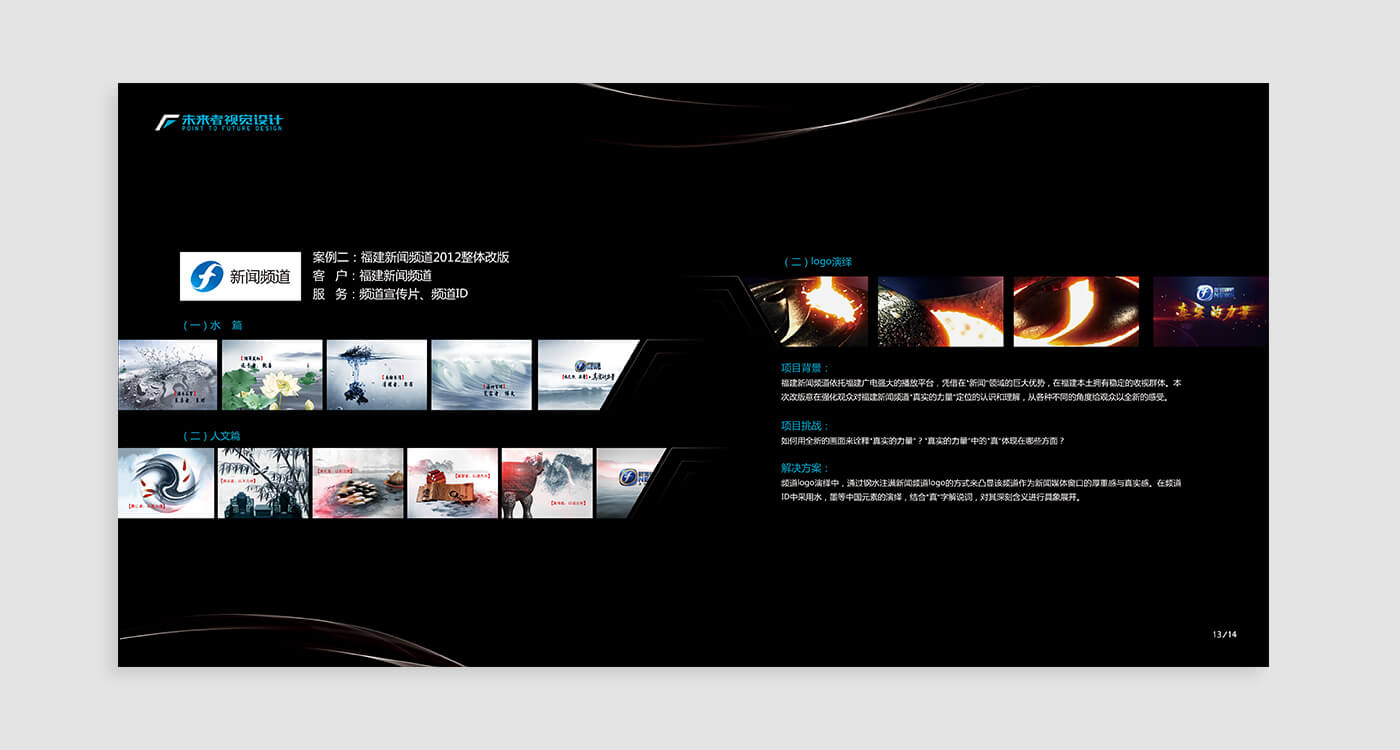 未来者视觉设计
POINT TO FUTURE DESIGN
新闻频道
案例二：福建新闻频道2012整体改版
客 户：福建新闻频道
服 务：频道宣传片、频道ID
（一）水 篇
（二）人文篇
（二）logo演绎
真实的力量
项目背景：
福建新闻频道依托福建广电强大的播放平台，凭借在"新闻"领域的巨大优势，在福建本土拥有稳定的收视群体。本
次改版意在强化观众对福建新闻频道"真实的力量"定位的认识和理解，从各种不同的角度给观众以全新的感受。
项目挑战：
如何用全新的画面来诠释"真实的力量"？"真实的力量"中的"真"体现在哪些方面？
解决方案：
频道logo演绎中，通过钢水注满新闻频道logo的方式来凸显该频道作为新闻媒体窗口的厚重感与真实感。在频道
ID中采用水，墨等中国元素的演绎，结合"真"字解说词，对其深刻含义进行具象展开。
13/14